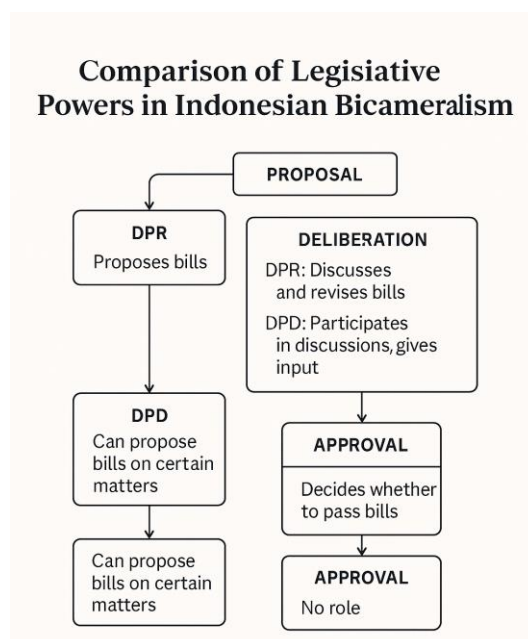 Comparison of Legisiative
Powers in Indonesian Bicameralism
PROPOSAL
DPR
Proposes bills
DELIBERATION
DPR: Discusses
and revises bills
DPD: Participates
in discussions, gives
input
DPD
Can propose
bills on certain
matters
APPROVAL
Decides whether
to pass bills
Can propose
bills on certain
matters
APPROVAL
No role